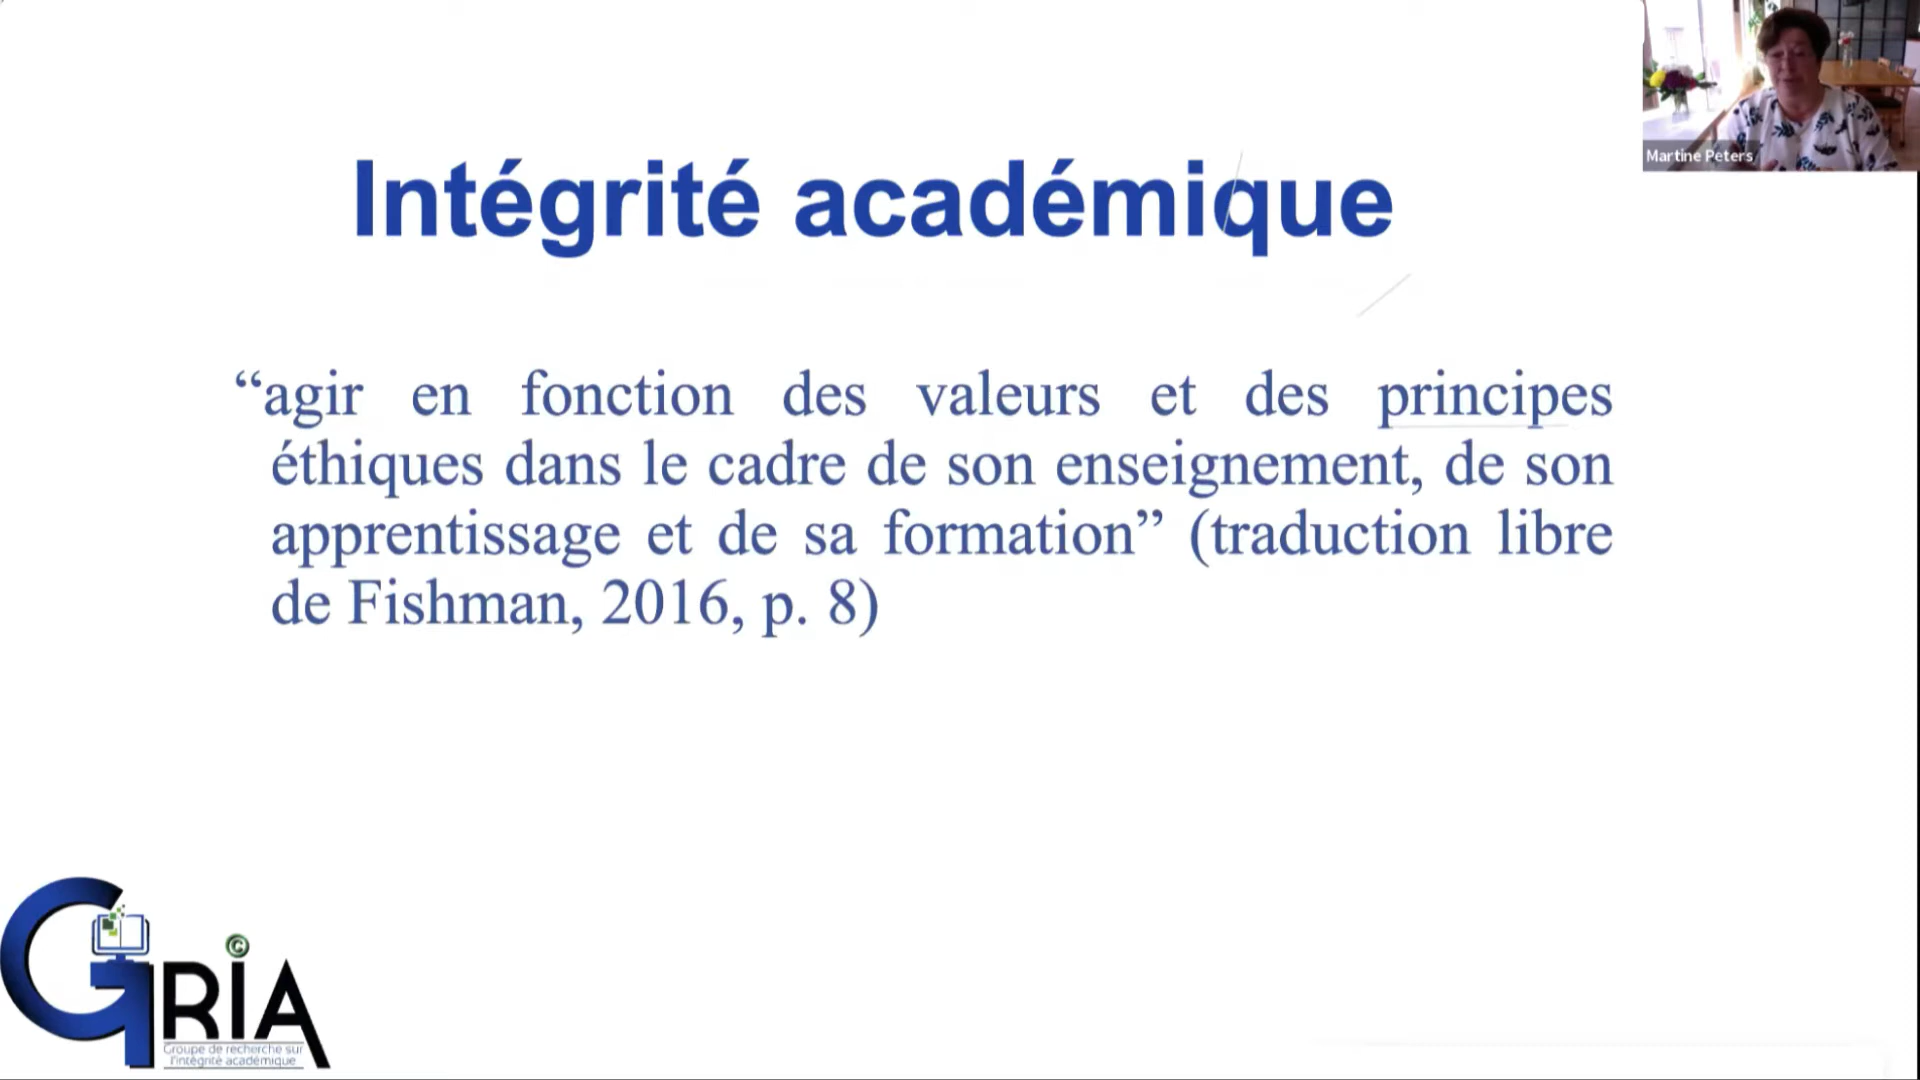 Martine Peters
Intégrité académique
“agir en fonction des valeurs et des principes
éthiques dans le cadre de son enseignement, de son
apprentissage et de sa formation” (traduction libre
de Fishman, 2016, p. 8)
GRIA
©
Groupe de recherche sur
l'intégrité académique